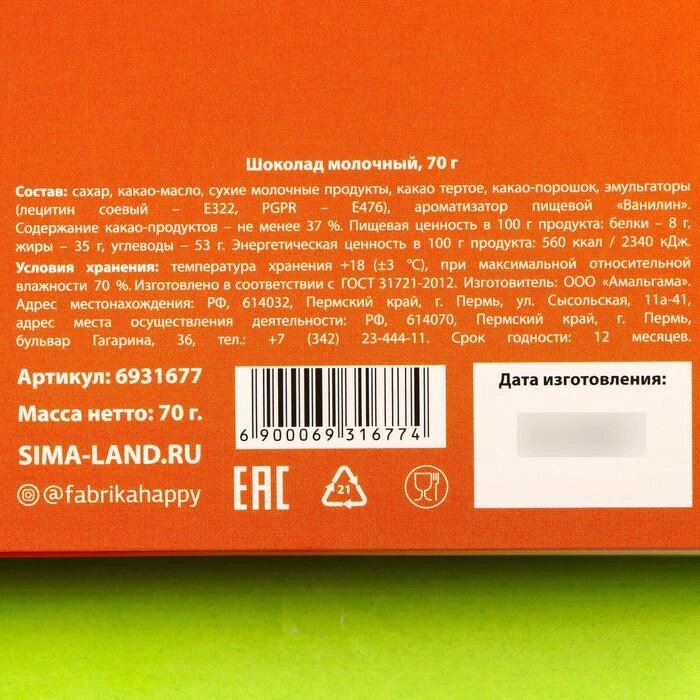 Шоколад молочный, 70 г
Состав: сахар, какао-масло, сухие молочные продукты, какао тертое, какао-порошок, эмульгаторы
(лецитин соевый – Е322, PGPR – Е476), ароматизатор пищевой «Ванилин».
Содержание какао-продуктов – не менее 37 %. Пищевая ценность в 100 г продукта: белки – 8 г,
жиры – 35 г, углеводы – 53 г. Энергетическая ценность в 100 г продукта: 560 ккал / 2340 кДж.
Условия хранения: температура хранения +18 (±3 °С), при максимальной относительной
влажности 70 %. Изготовлено в соответствии с ГОСТ 31721-2012. Изготовитель: ООО «Амальгама».
Адрес местонахождения: РФ, 614032, Пермский край, г. Пермь, ул. Сысольская, 11а-41,
адрес места осуществления деятельности: РФ, 614070, Пермский край, г. Пермь,
бульвар Гагарина, 36, тел.: +7 (342) 23-444-11. Срок годности: 12 месяцев.
Артикул: 6931677
Масса нетто: 70 г.
SIMA-LAND.RU
@fabrikahappy
6 900069 316774
EAC
21
Дата изготовления: